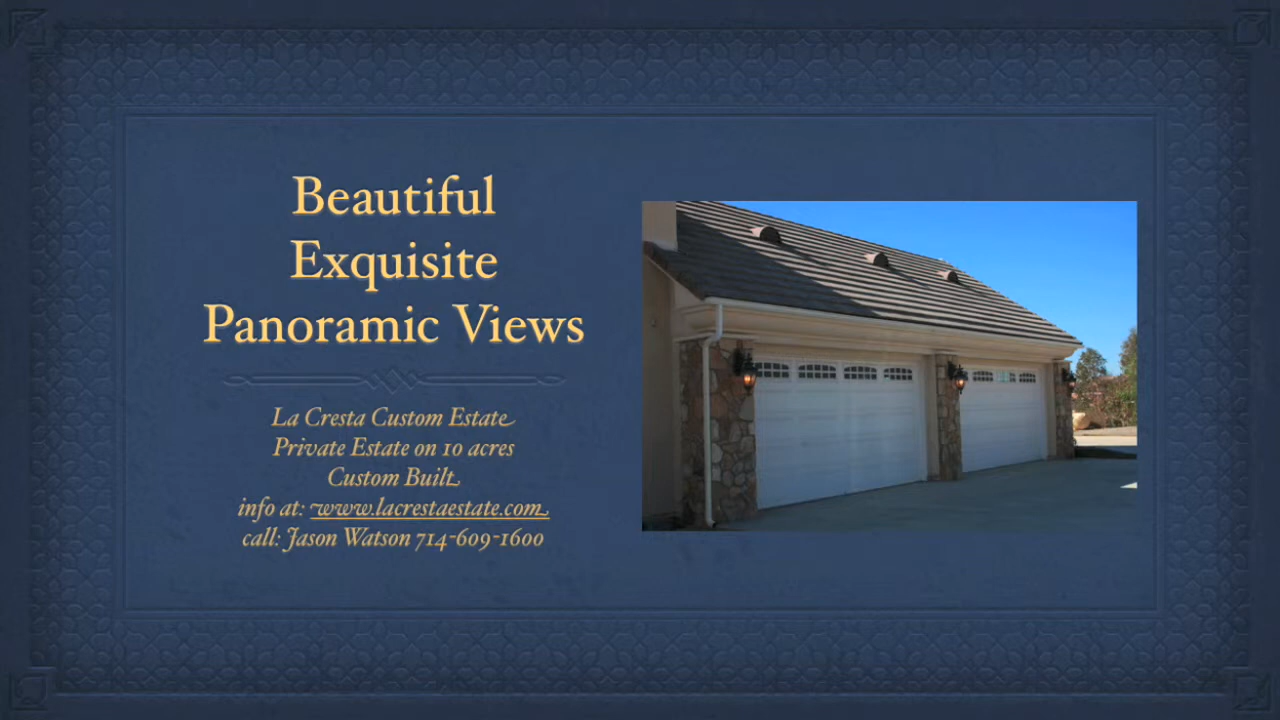 Beautiful
Exquisite
Panoramic Views
La Cresta Custom Estate
Private Estate on 10 acres
Custom Built
info at: www.lacrestaestate.com
call: Jason Watson 714-609-1600